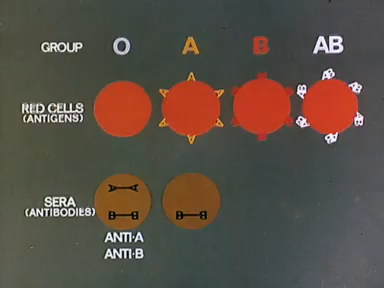 GROUP O A B AB
RED CELLS
(ANTIGENS)
SERA
(ANTIBODIES)
ANTI-A
ANTI-B